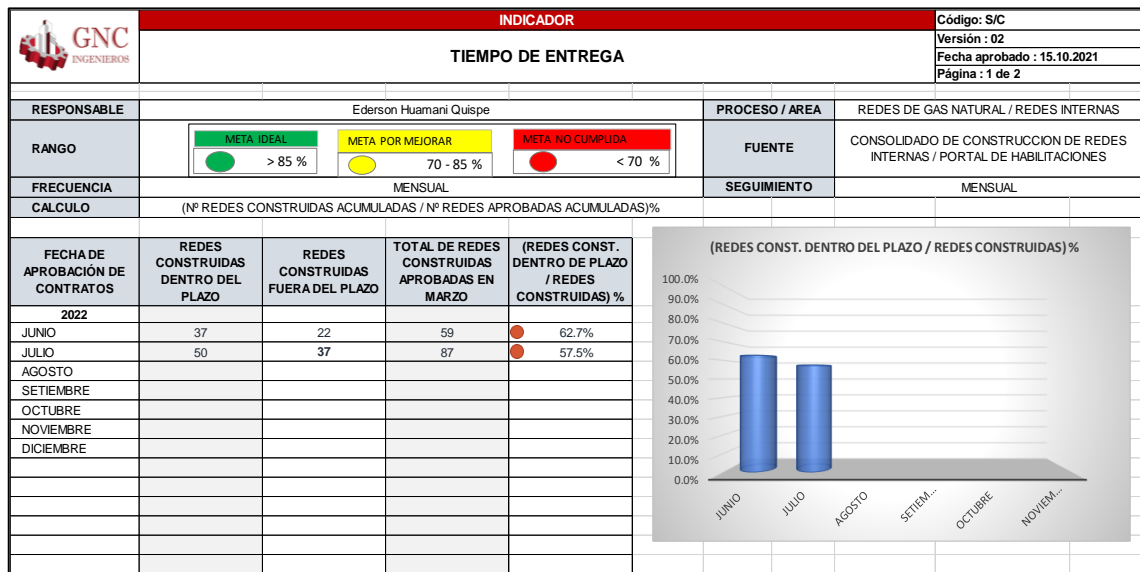 GNC
INGENIEROS
INDICADOR
TIEMPO DE ENTREGA
Código: S/C
Versión : 02
Fecha aprobado : 15.10.2021
Página : 1 de 2
RESPONSABLE Ederson Huamani Quispe PROCESO / AREA REDES DE GAS NATURAL / REDES INTERNAS
RANGO
META IDEAL META POR MEJORAR META NO CUMPLIDA
> 85 % 70 - 85 % < 70 %
FUENTE
CONSOLIDADO DE CONSTRUCCION DE REDES
INTERNAS / PORTAL DE HABILITACIONES
FRECUENCIA MENSUAL SEGUIMIENTO MENSUAL
CALCULO (Nº REDES CONSTRUIDAS ACUMULADAS / Nº REDES APROBADAS ACUMULADAS)%
FECHA DE
APROBACIÓN DE
CONTRATOS
REDES
CONSTRUIDAS
DENTRO DEL
PLAZO
REDES
CONSTRUIDAS
FUERA DEL PLAZO
TOTAL DE REDES
CONSTRUIDAS
APROBADAS EN
MARZO
(REDES CONST.
DENTRO DE PLAZO
/ REDES
CONSTRUIDAS) %
2022
JUNIO 37 22 59 62.7%
JULIO 50 37 87 57.5%
AGOSTO
SETIEMBRE
OCTUBRE
NOVIEMBRE
DICIEMBRE
(REDES CONST. DENTRO DEL PLAZO / REDES CONSTRUIDAS) %
100.0%
90.0%
80.0%
70.0%
60.0%
50.0%
40.0%
30.0%
20.0%
10.0%
0.0%
JUNIO JULIO AGOSTO SETIEM... OCTUBRE NOVIEM...